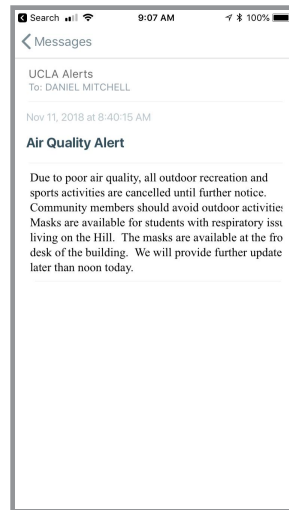 Search 9:07 AM 100%
Messages
UCLA Alerts
To: DANIEL MITCHELL
Nov 11, 2018 at 8:40:15 AM
Air Quality Alert
Due to poor air quality, all outdoor recreation and
sports activities are cancelled until further notice.
Community members should avoid outdoor activities
Masks are available for students with respiratory issu
living on the Hill. The masks are available at the fro
desk of the building. We will provide further update
later than noon today.